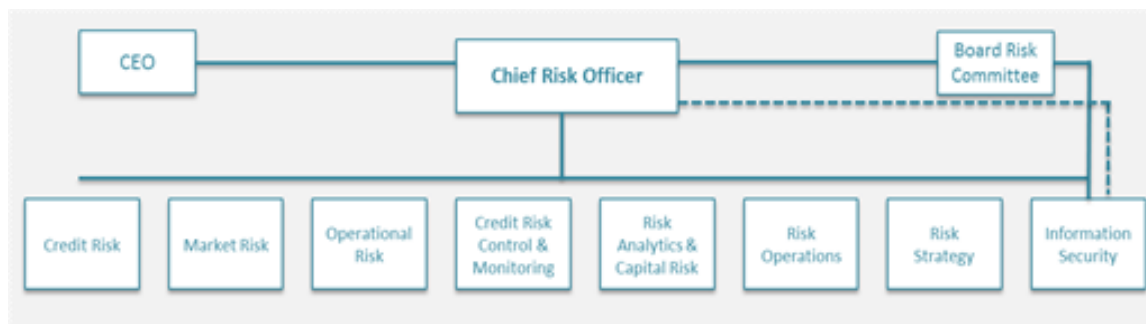 CEO
Chief Risk Officer
Board Risk
Committee
Credit Risk
Market Risk
Operational
Risk
Credit Risk
Control &
Monitoring
Risk
Analytics &
Capital Risk
Risk
Operations
Risk
Strategy
Information
Security